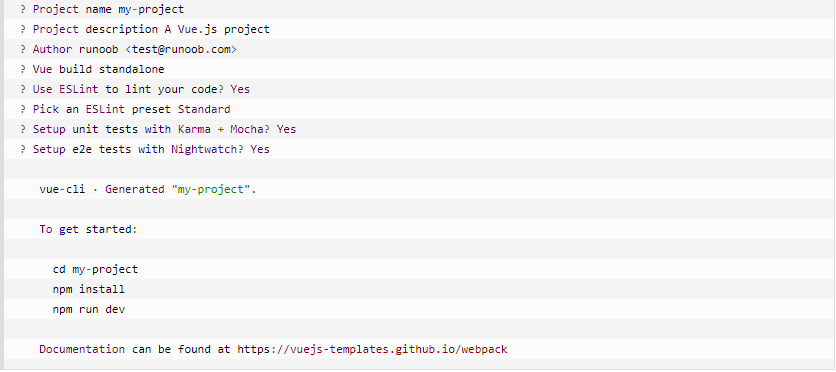 ? Project name my-project
? Project description A Vue.js project
? Author runoob <test@runoob.com>
? Vue build standalone
? Use ESLint to lint your code? Yes
? Pick an ESLint preset Standard
? Setup unit tests with Karma + Mocha? Yes
? Setup e2e tests with Nightwatch? Yes
vue-cli · Generated "my-project".
To get started:
cd my-project
npm install
npm run dev
Documentation can be found at https://vuejs-templates.github.io/webpack